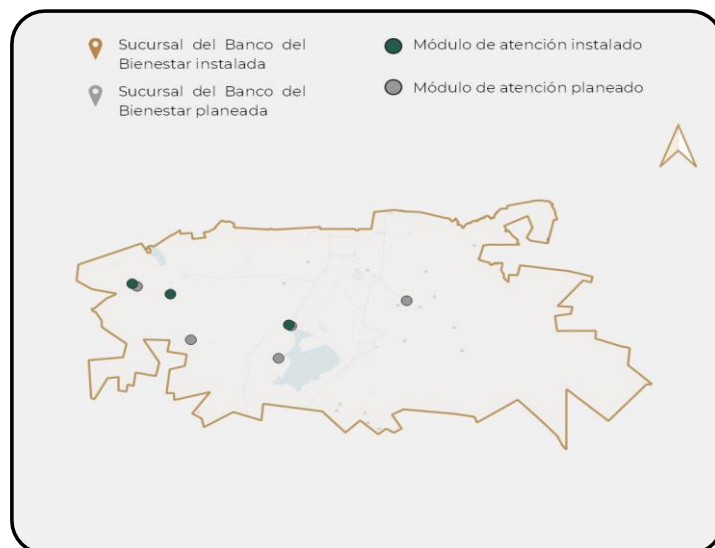 Sucursal del Banco del
Bienestar instalada
Sucursal del Banco del
Bienestar planeada
Módulo de atención instalado
Módulo de atención planeado